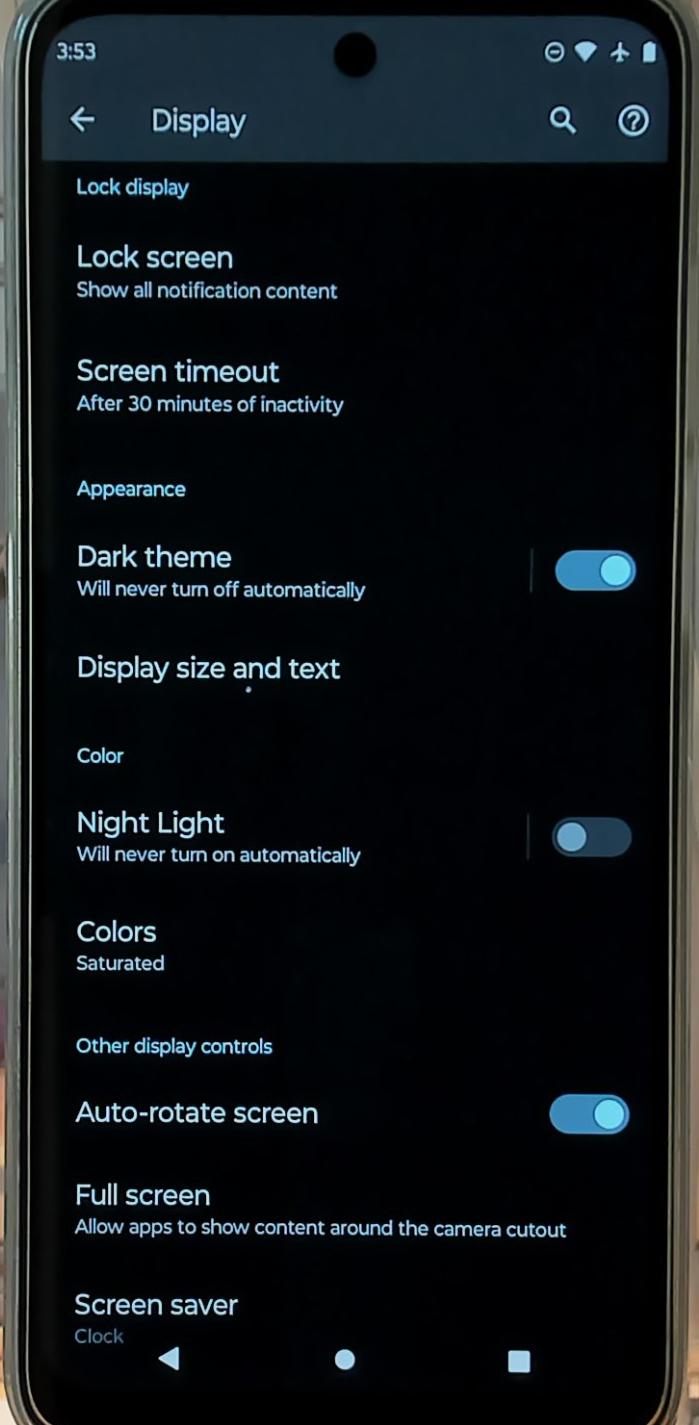 3:53
Display
Lock display
Lock screen
Show all notification content
Screen timeout
After 30 minutes of inactivity
Appearance
Dark theme
Will never turn off automatically
Display size and text
Color
Night Light
Will never turn on automatically
Colors
Saturated
Other display controls
Auto-rotate screen
Full screen
Allow apps to show content around the camera cutout
Screen saver
Clock